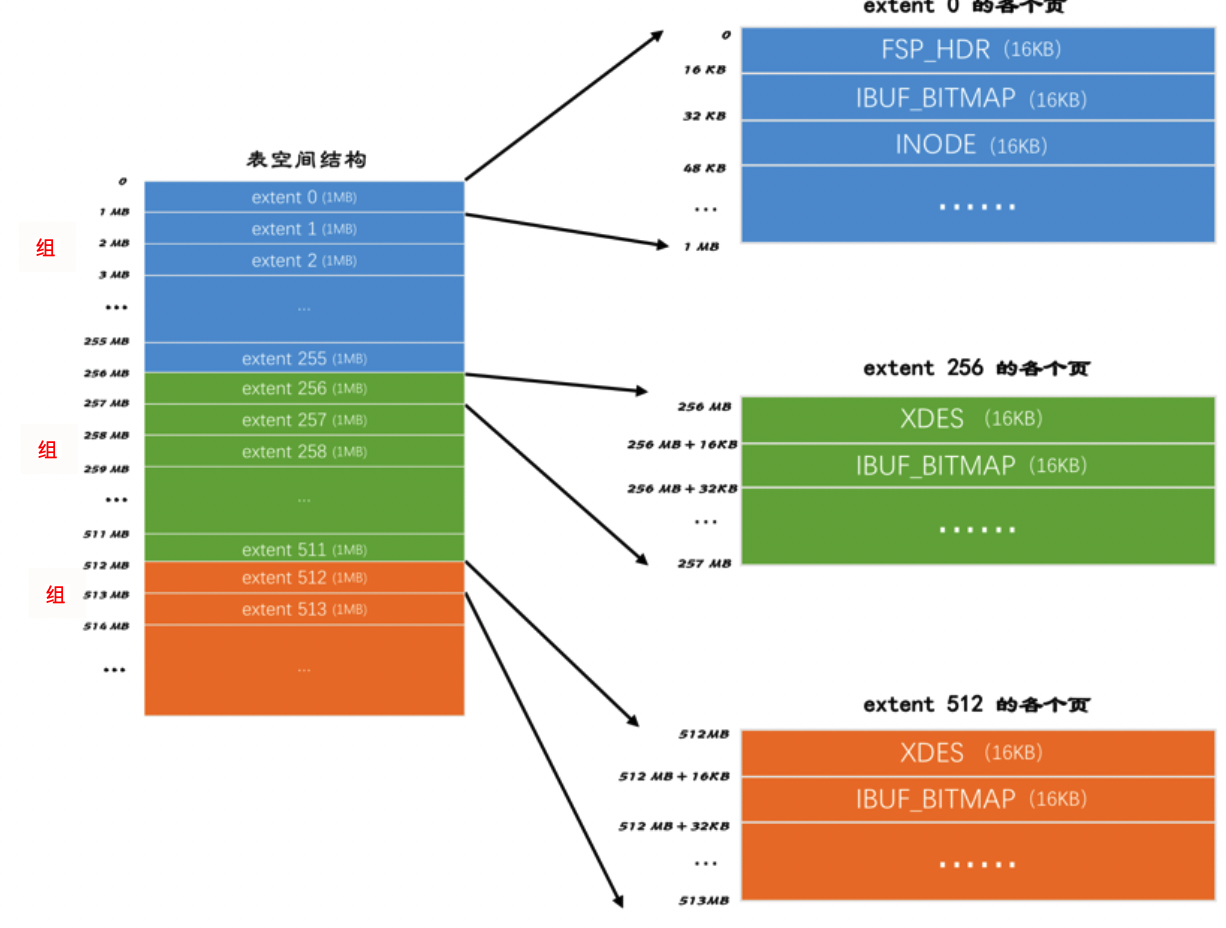 extent 0 的各个页
0
FSP_HDR (16KB)
16 KB
IBUF_BITMAP (16KB)
32 KB
INODE (16KB)
48 KB
...
......
1 MB
表空间结构
0
extent 0 (1MB)
1 MB
extent 1 (1MB)
组
2 MB
extent 2 (1MB)
3 MB
...
...
255 MB
extent 255 (1MB)
256 MB
extent 256 (1MB)
257 MB
extent 257 (1MB)
258 MB
组
extent 258 (1MB)
259 MB
...
...
511 MB
extent 511 (1MB)
512 MB
extent 512 (1MB)
组
513 MB
extent 513 (1MB)
514 MB
...
...
extent 256 的各个页
256 MB
XDES (16KB)
256 MB + 16KB
IBUF_BITMAP (16KB)
256 MB + 32KB
...
......
257 MB
extent 512 的各个页
512MB
XDES (16KB)
512 MB + 16KB
IBUF_BITMAP (16KB)
512 MB + 32KB
...
......
513MB